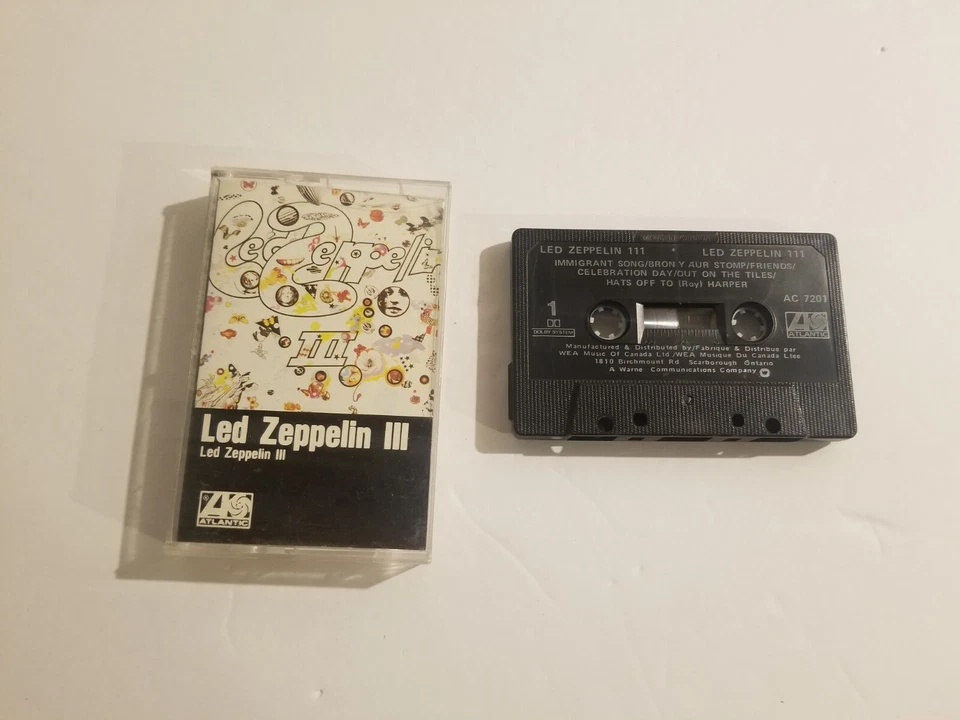 Led Zeppelin
III
Led Zeppelin III
Led Zeppelin III
ATLANTIC
LED ZEPPELIN 111 LED ZEPPELIN 111
IMMIGRANT SONG/BRON Y AUR STOMP/FRIENDS/
CELEBRATION DAY/OUT ON THE TILES/
HATS OFF TO (Roy) HARPER
AC 7201
1
DOLBY SYSTEM
ATLANTIC
Manufactured & Distributed by/Fabrique & Distribue par
WEA Music Of Canada Ltd /WEA Musique Du Canada Ltee
1810 Birchmount Rd Scarborough Ontario
A Warne Communications Company